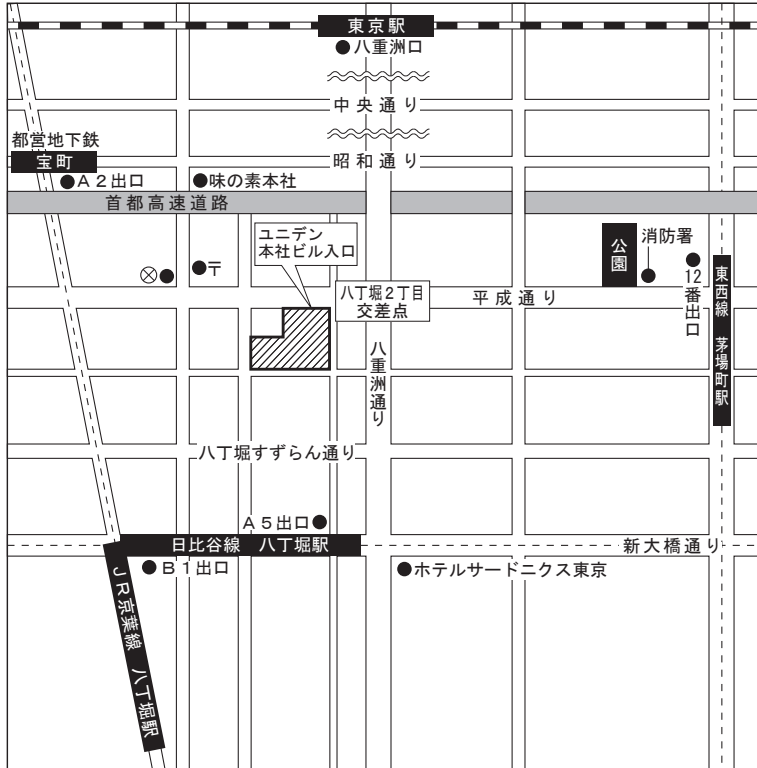 東京駅
八重洲口
中央通り
都営地下鉄
宝町
昭和通り
A2出口
味の素本社
首都高速道路
ユニデン
本社ビル入口
公園
消防署
〒
八丁堀2丁目
交差点
平成通り
12番出口
東西線 茅場町駅
八重洲通り
八丁堀すずらん通り
A5出口
日比谷線 八丁堀駅
新大橋通り
B1出口
ホテルサードニクス東京
JR京葉線 八丁堀駅